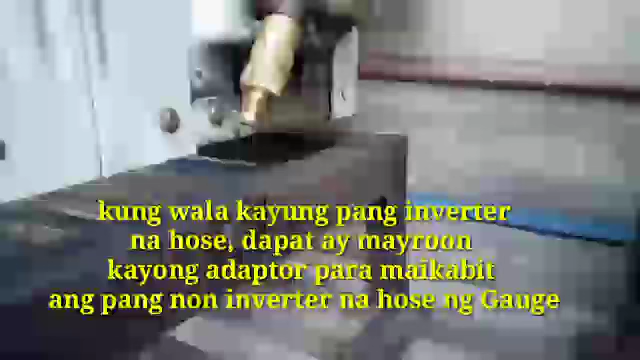 kung wala kayung pang inverter
na hose, dapat ay mayroon
kayong adaptor para maikabit
ang pang non inverter na hose ng Gauge